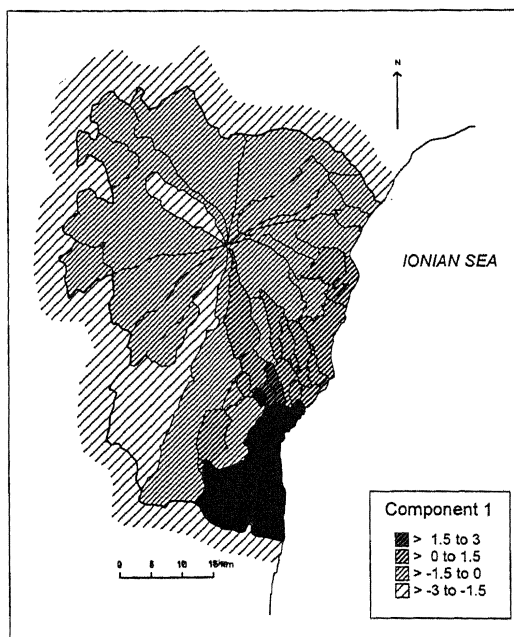 N
IONIAN SEA
Component 1
> 1.5 to 3
> 0 to 1.5
> -1.5 to 0
> -3 to -1.5
0 5 10 15 km